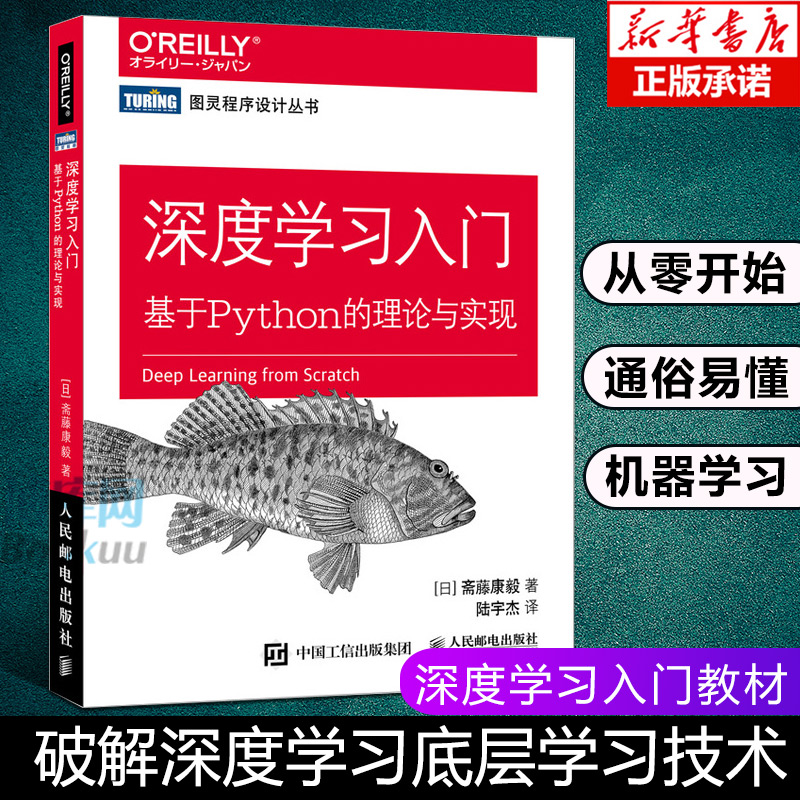 O'REILLY®
オライリー・ジャパン
TURING 图灵程序设计丛书
深度学习入门
基于Python的理论与实现
Deep Learning from Scratch
[日] 斋藤康毅 著
陆宇杰 译
中国工信出版集团
人民邮电出版社
O'REILLY®
TURING
深度学习入门
基于Python的理论与实现
[日] 斋藤康毅 著
人民邮电出版社
新华书店
正版承诺
从零开始
通俗易懂
机器学习
深度学习入门教材
破解深度学习底层学习技术